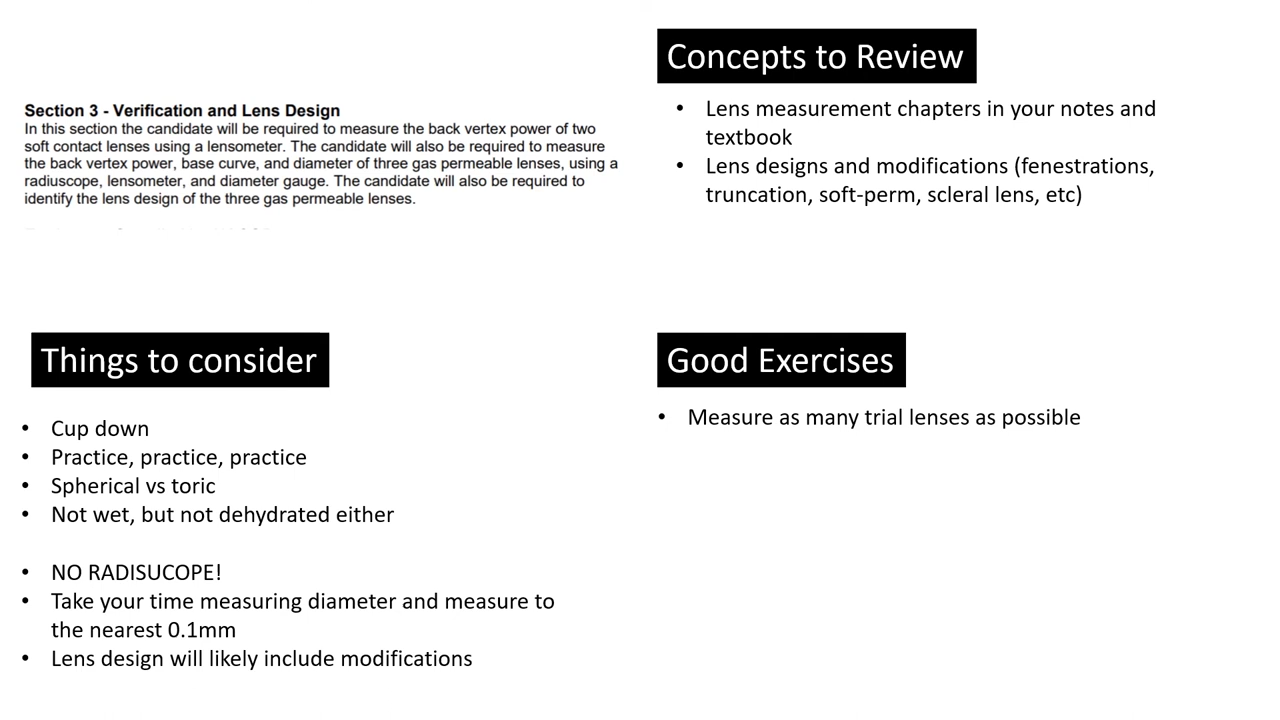 Section 3 - Verification and Lens Design
In this section the candidate will be required to measure the back vertex power of two
soft contact lenses using a lensometer. The candidate will also be required to measure
the back vertex power, base curve, and diameter of three gas permeable lenses, using a
radiuscope, lensometer, and diameter gauge. The candidate will also be required to
identify the lens design of the three gas permeable lenses.
Concepts to Review
• Lens measurement chapters in your notes and
textbook
• Lens designs and modifications (fenestrations,
truncation, soft-perm, scleral lens, etc)
Things to consider
• Cup down
• Practice, practice, practice
• Spherical vs toric
• Not wet, but not dehydrated either
• NO RADISUCOPE!
• Take your time measuring diameter and measure to
the nearest 0.1mm
• Lens design will likely include modifications
Good Exercises
• Measure as many trial lenses as possible